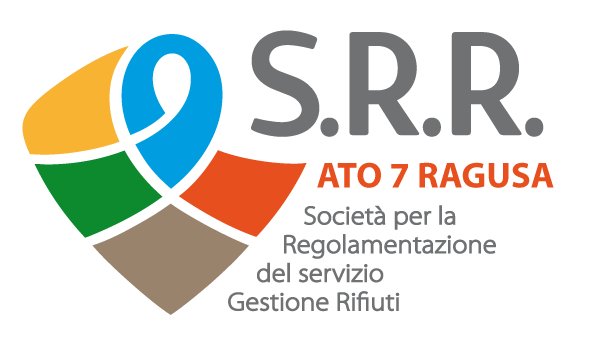 S.R.R.
ATO 7 RAGUSA
Società per la
Regolamentazione
del servizio
Gestione Rifiuti